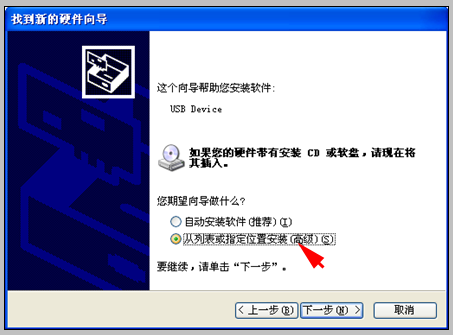 找到新的硬件向导
这个向导帮助您安装软件:
USB Device
如果您的硬件带有安装 CD 或软盘，请现在将
其插入。
您期望向导做什么?
自动安装软件(推荐)(I)
从列表或指定位置安装(高级)(S)
要继续，请单击“下一步”。
< 上一步(B)
下一步(N) >
取消